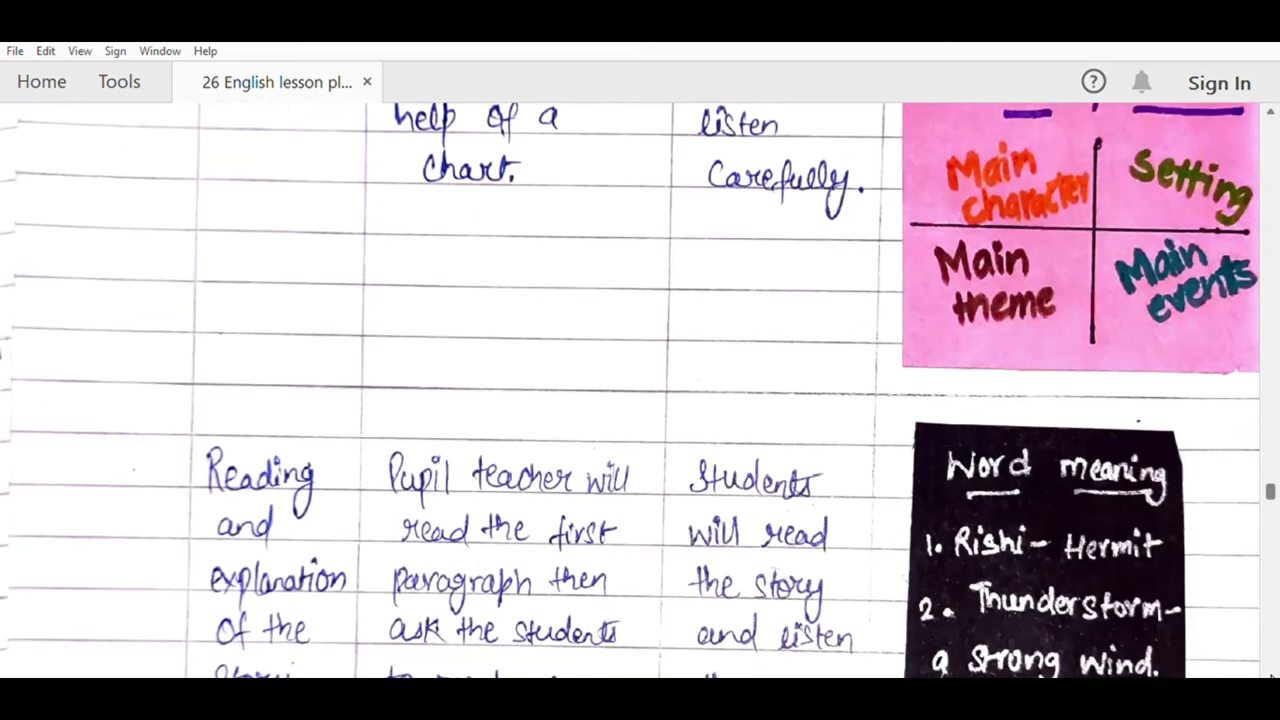 File Edit View Sign Window Help
Home Tools 26 English lesson pl... × Sign In
help of a
chart.
listen
carefully.
Main
character
Setting
Main
theme
Main
events
Reading
and
explanation
of the
story
Pupil teacher will
read the first
paragraph then
ask the students
Students
will read
the story
and listen
Word meaning
1. Rishi- Hermit
2. Thunderstorm-
a strong wind.